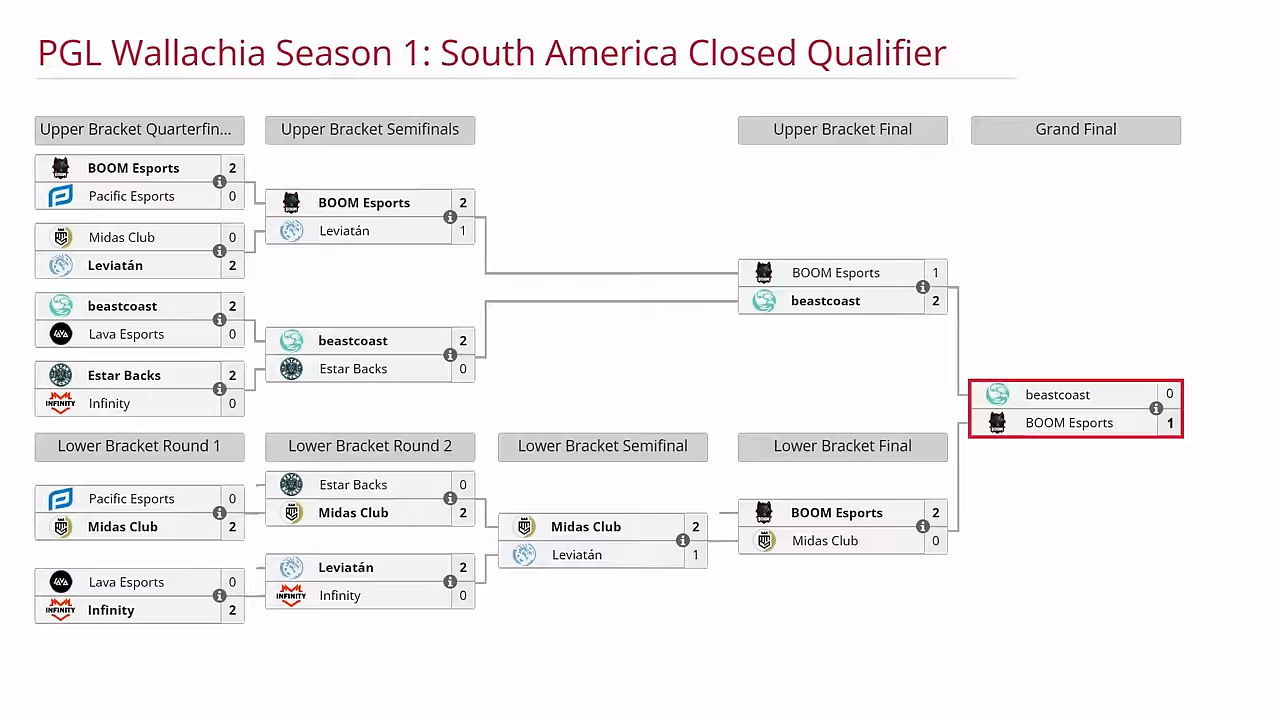 PGL Wallachia Season 1: South America Closed Qualifier
Upper Bracket Quarterfin...
Upper Bracket Semifinals
Upper Bracket Final
Grand Final
BOOM Esports 2
Pacific Esports 0
Midas Club 0
Leviatán 2
beastcoast 2
Lava Esports 0
Estar Backs 2
Infinity 0
BOOM Esports 2
Leviatán 1
beastcoast 2
Estar Backs 0
BOOM Esports 1
beastcoast 2
beastcoast 0
BOOM Esports 1
Lower Bracket Round 1
Lower Bracket Round 2
Lower Bracket Semifinal
Lower Bracket Final
Pacific Esports 0
Midas Club 2
Lava Esports 0
INFINITY Infinity 2
Estar Backs 0
Midas Club 2
Leviatán 2
INFINITY Infinity 0
Midas Club 2
Leviatán 1
BOOM Esports 2
Midas Club 0